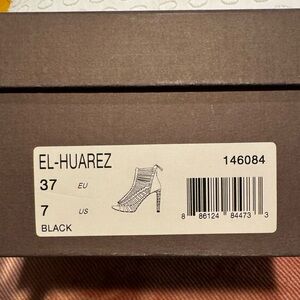 EL-HUAREZ 146084
37 EU
7 US
BLACK
8 86124 84473 3